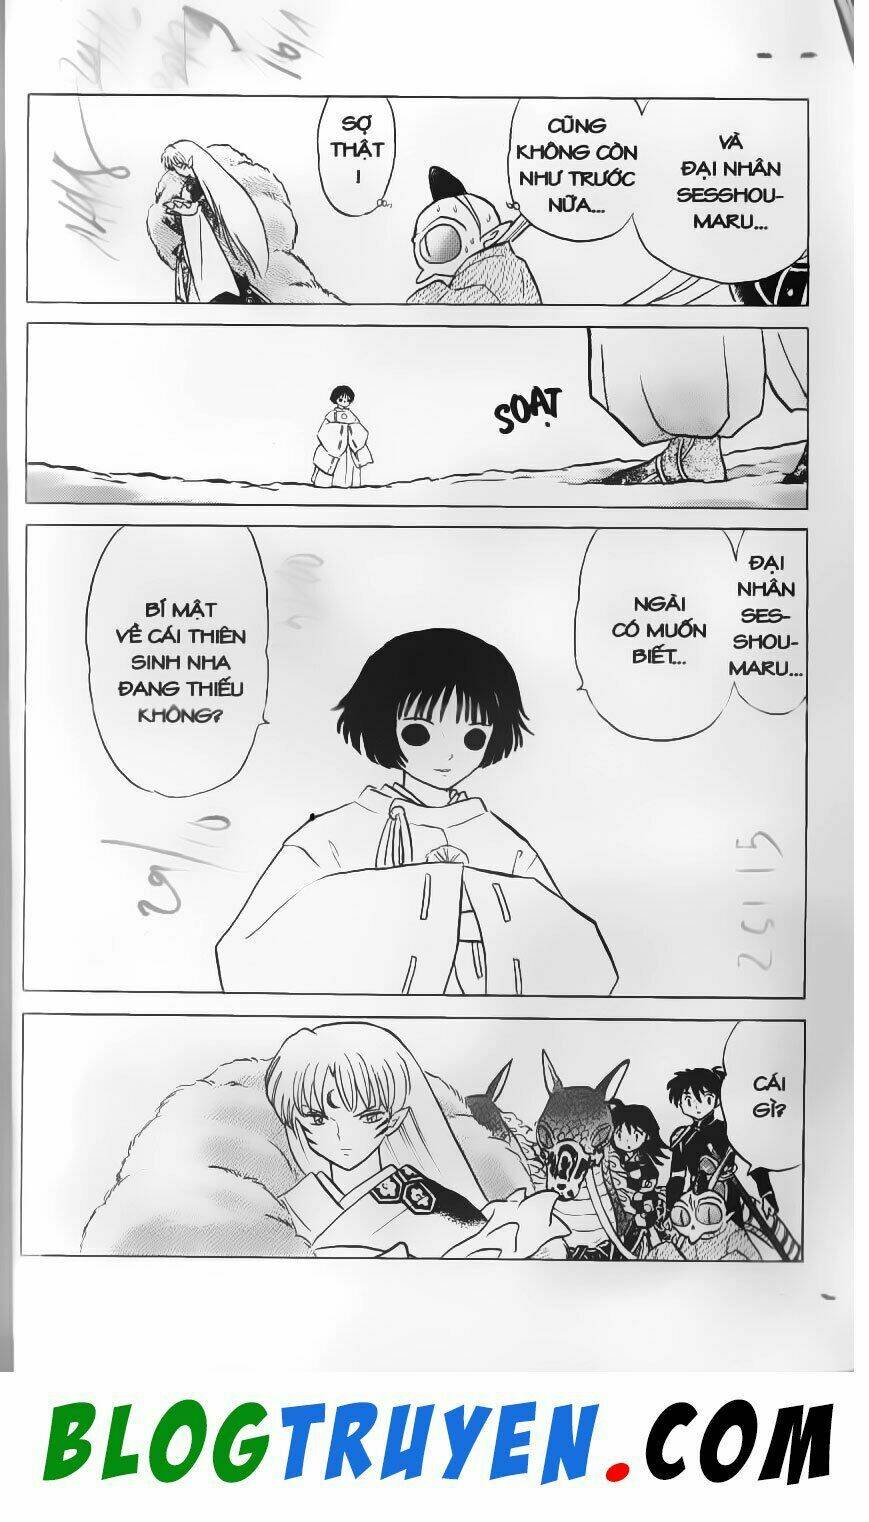 VÀ
ĐẠI NHÂN
SESSHOU-
MARU...
CŨNG
KHÔNG CÒN
NHƯ TRƯỚC
NỮA...
SỢ
THẬT
!
SOẠT
ĐẠI
NHÂN
SES-
SHOU-
MARU...
NGÀI
CÓ MUỐN
BIẾT...
BÍ MẬT
VỀ CÁI THIÊN
SINH NHA
ĐANG THIẾU
KHÔNG?
29/10
25115
CÁI
GÌ?
BLOGTRUYEN.COM